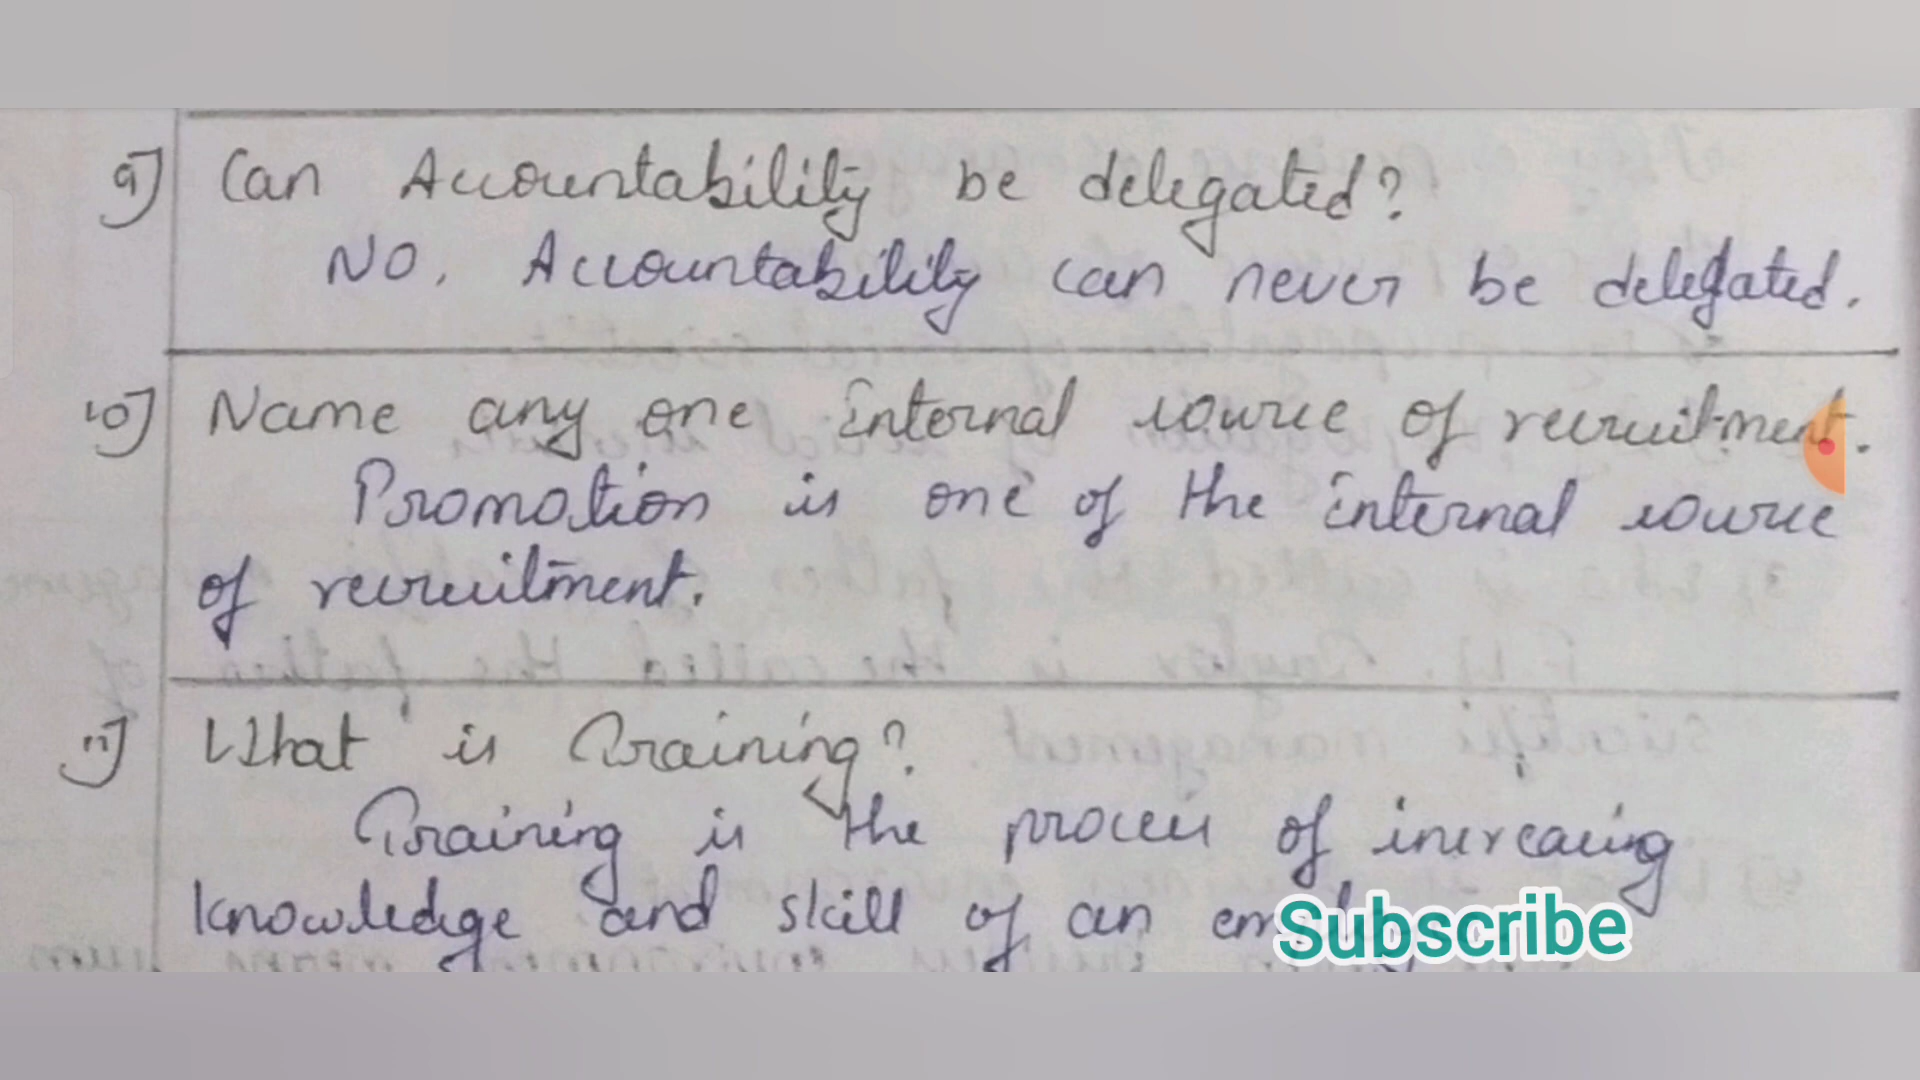 9] Can Accountability be delegated?
NO, Accountability can never be delegated.
10] Name any one internal source of recruitment.
Promotion is one of the internal source
of recruitment.
11] What is Training?
Training is the process of increasing
knowledge and skill of an
Subscribe